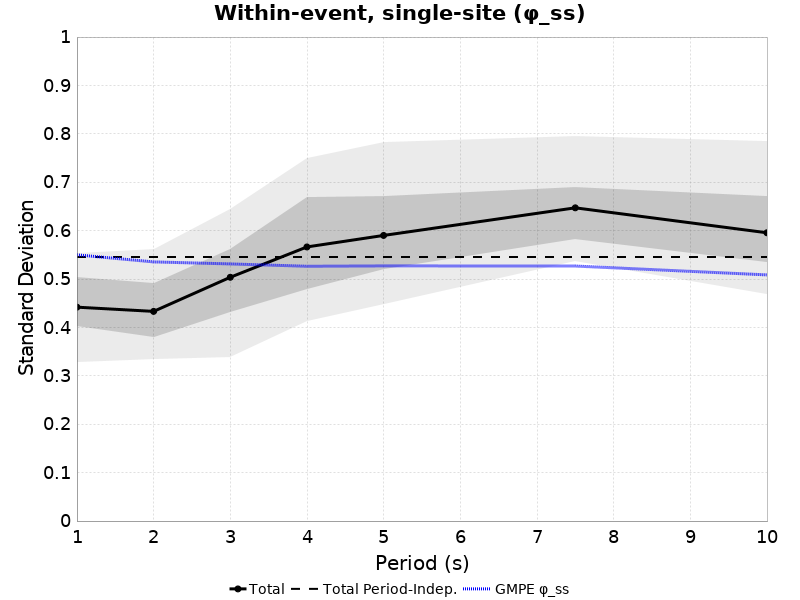 Within-event, single-site (φ_ss)
1
0.9
0.8
0.7
0.6
0.5
0.4
0.3
0.2
0.1
0
Standard Deviation
1 2 3 4 5 6 7 8 9 10
Period (s)
Total Total Period-Indep. GMPE φ_ss